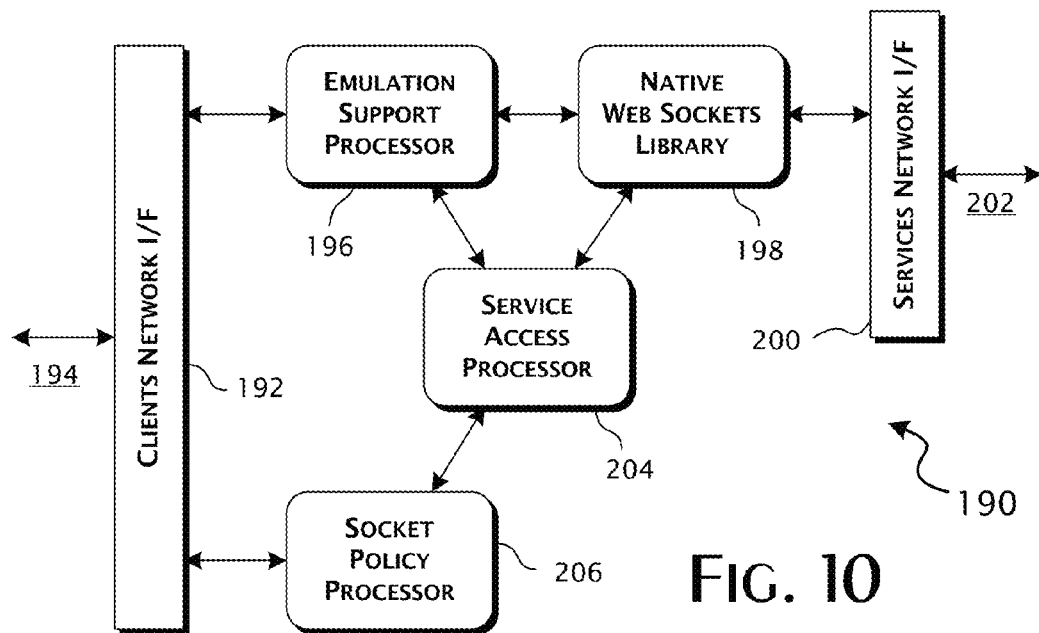 EMULATION
SUPPORT
PROCESSOR
NATIVE
WEB SOCKETS
LIBRARY
SERVICES NETWORK I/F
202
196
198
CLIENTS NETWORK I/F
SERVICE
ACCESS
PROCESSOR
200
194
192
204
190
SOCKET
POLICY
PROCESSOR
206
FIG. 10